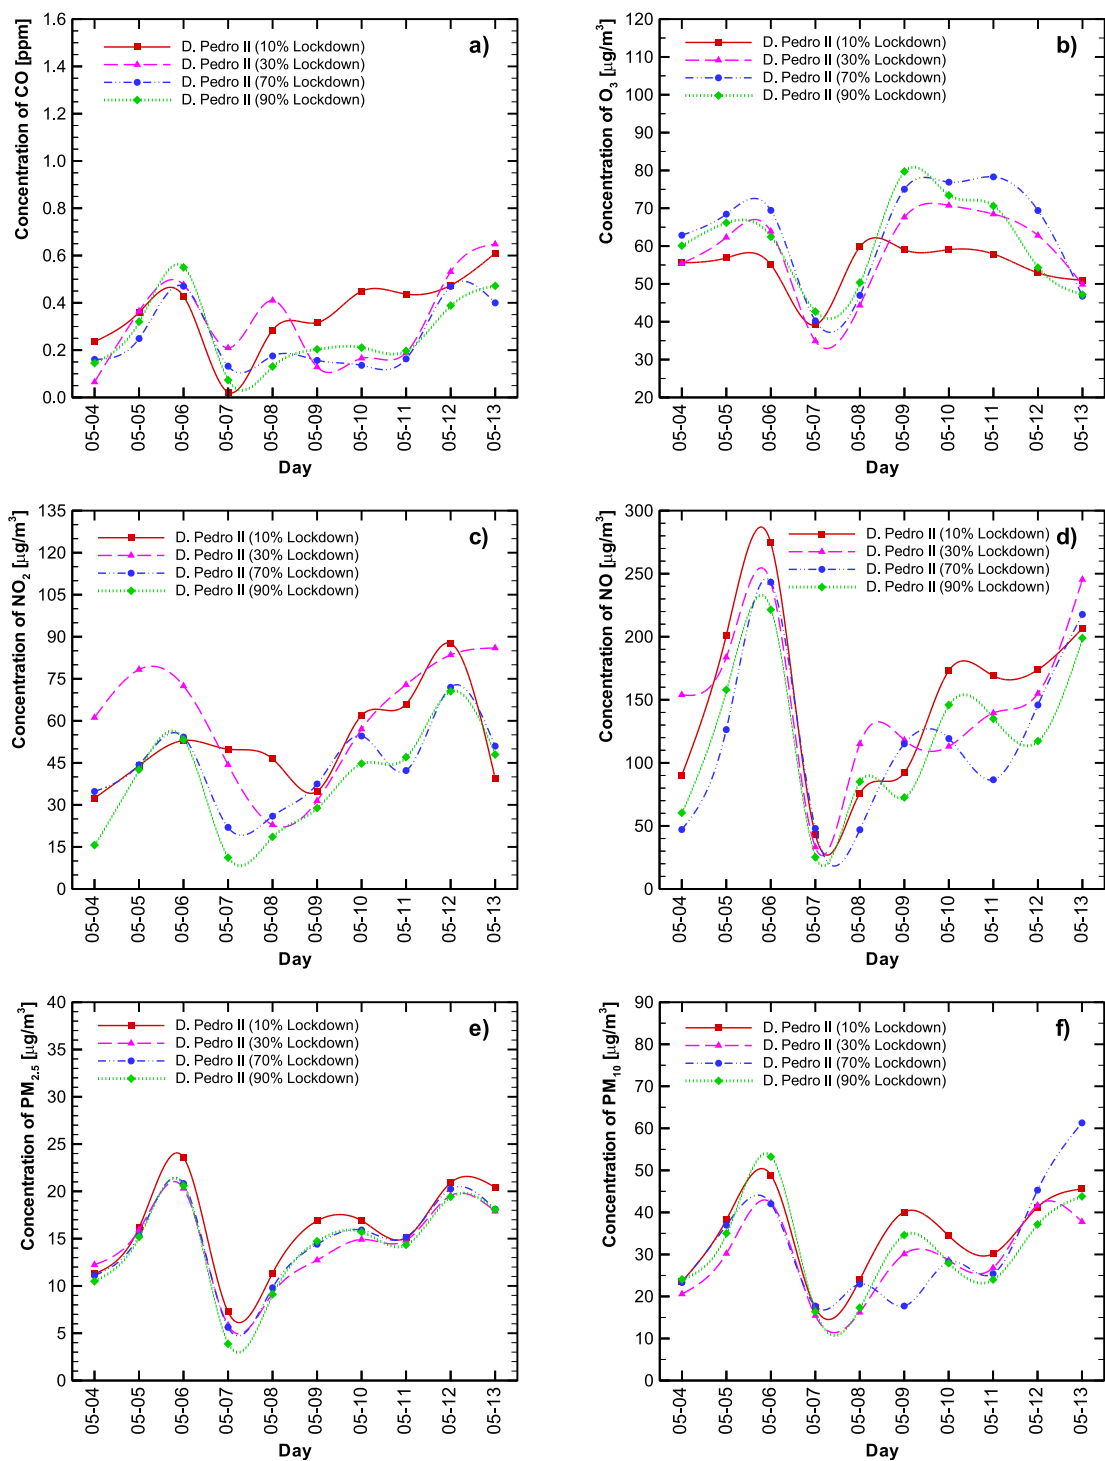 a)
D. Pedro II (10% Lockdown)
D. Pedro II (30% Lockdown)
D. Pedro II (70% Lockdown)
D. Pedro II (90% Lockdown)
Concentration of CO [ppm]
1.6
1.4
1.2
1.0
0.8
0.6
0.4
0.2
0.0
05-04
05-05
05-06
05-07
05-08
05-09
05-10
05-11
05-12
05-13
Day
b)
D. Pedro II (10% Lockdown)
D. Pedro II (30% Lockdown)
D. Pedro II (70% Lockdown)
D. Pedro II (90% Lockdown)
Concentration of O3 [µg/m³]
120
110
100
90
80
70
60
50
40
30
20
05-04
05-05
05-06
05-07
05-08
05-09
05-10
05-11
05-12
05-13
Day
c)
D. Pedro II (10% Lockdown)
D. Pedro II (30% Lockdown)
D. Pedro II (70% Lockdown)
D. Pedro II (90% Lockdown)
Concentration of NO2 [µg/m³]
135
120
105
90
75
60
45
30
15
0
05-04
05-05
05-06
05-07
05-08
05-09
05-10
05-11
05-12
05-13
Day
d)
D. Pedro II (10% Lockdown)
D. Pedro II (30% Lockdown)
D. Pedro II (70% Lockdown)
D. Pedro II (90% Lockdown)
Concentration of NO [µg/m³]
300
250
200
150
100
50
0
05-04
05-05
05-06
05-07
05-08
05-09
05-10
05-11
05-12
05-13
Day
e)
D. Pedro II (10% Lockdown)
D. Pedro II (30% Lockdown)
D. Pedro II (70% Lockdown)
D. Pedro II (90% Lockdown)
Concentration of PM2.5 [µg/m³]
40
35
30
25
20
15
10
5
0
05-04
05-05
05-06
05-07
05-08
05-09
05-10
05-11
05-12
05-13
Day
f)
D. Pedro II (10% Lockdown)
D. Pedro II (30% Lockdown)
D. Pedro II (70% Lockdown)
D. Pedro II (90% Lockdown)
Concentration of PM10 [µg/m³]
90
80
70
60
50
40
30
20
10
0
05-04
05-05
05-06
05-07
05-08
05-09
05-10
05-11
05-12
05-13
Day